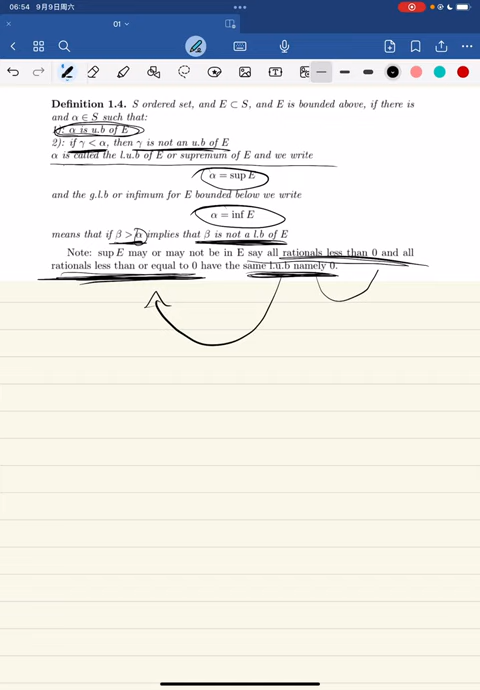 06:54 9月9日周六
01
Definition 1.4. S ordered set, and E ⊂ S, and E is bounded above, if there is
and α ∈ S such that:
1): α is u.b of E
2): if γ < α, then γ is not an u.b of E
α is called the l.u.b of E or supremum of E and we write
α = sup E
and the g.l.b or infimum for E bounded below we write
α = inf E
means that if β > α implies that β is not a l.b of E
Note: sup E may or may not be in E say all rationals less than 0 and all
rationals less than or equal to 0 have the same l.u.b namely 0.